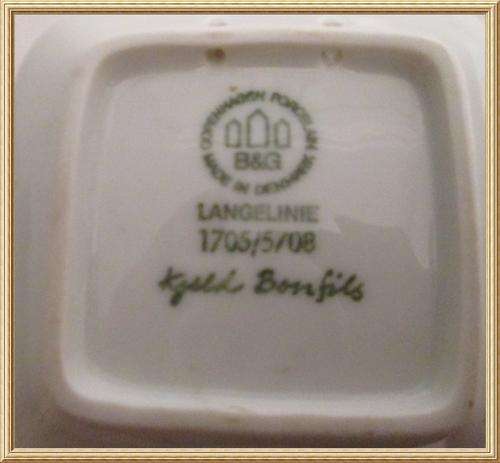 COPENHAGEN PORCELAIN
B&G
MADE IN DENMARK
LANGELINIE
1705/5708
Kjeld Bonfils